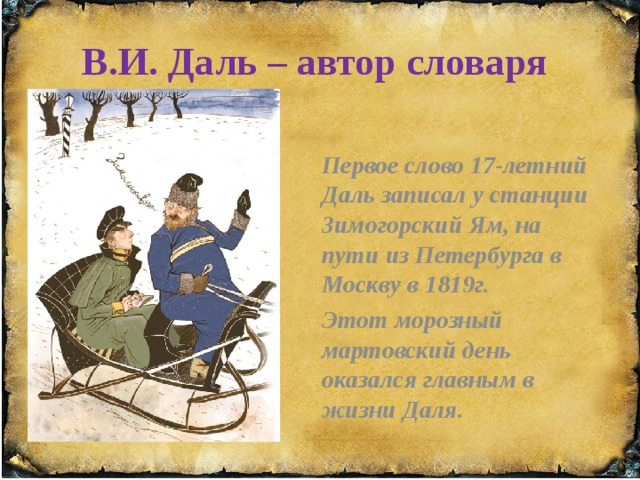 В.И. Даль – автор словаря
Замолаживает
Первое слово 17-летний
Даль записал у станции
Зимогорский Ям, на
пути из Петербурга в
Москву в 1819г.
Этот морозный
мартовский день
оказался главным в
жизни Даля.